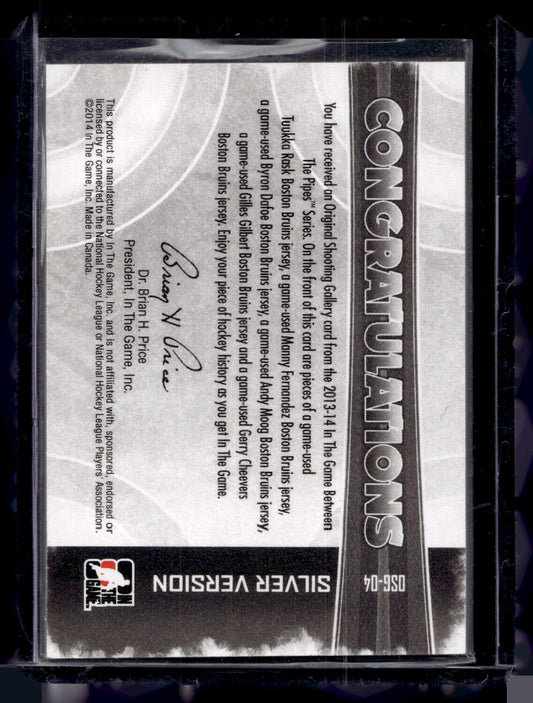 CONGRATULATIONS
You have received an Original Shooting Gallery card from the 2013-14 In The Game Between
The Pipes™ Series. On the front of this card are pieces of a game-used
Tuukka Rask Boston Bruins jersey, a game-used Manny Fernandez Boston Bruins jersey,
a game-used Byron Dafoe Boston Bruins jersey, a game-used Andy Moog Boston Bruins jersey,
a game-used Gilles Gilbert Boston Bruins jersey and a game-used Gerry Cheevers
Boston Bruins jersey. Enjoy your piece of hockey history as you get In The Game.
Brian H Price
Dr. Brian H. Price
President, In The Game, Inc.
This product is manufactured by In The Game, Inc. and is not affiliated with, sponsored, endorsed or
licensed by or connected to the National Hockey League or National Hockey League Players' Association.
©2014 In The Game, Inc. Made in Canada.
OSG-04
SILVER VERSION
IN
THE
GAME